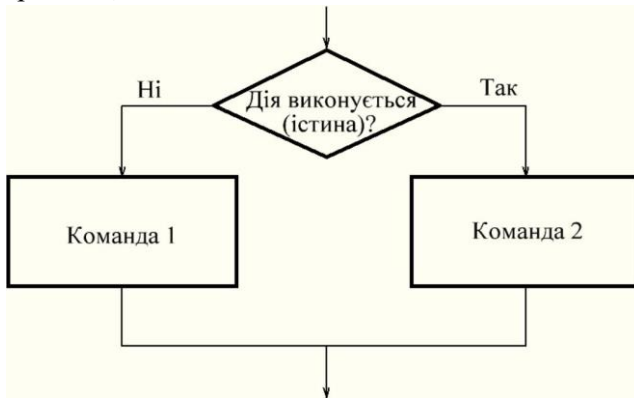 Ні
Дія виконується
(істина)?
Так
Команда 1
Команда 2